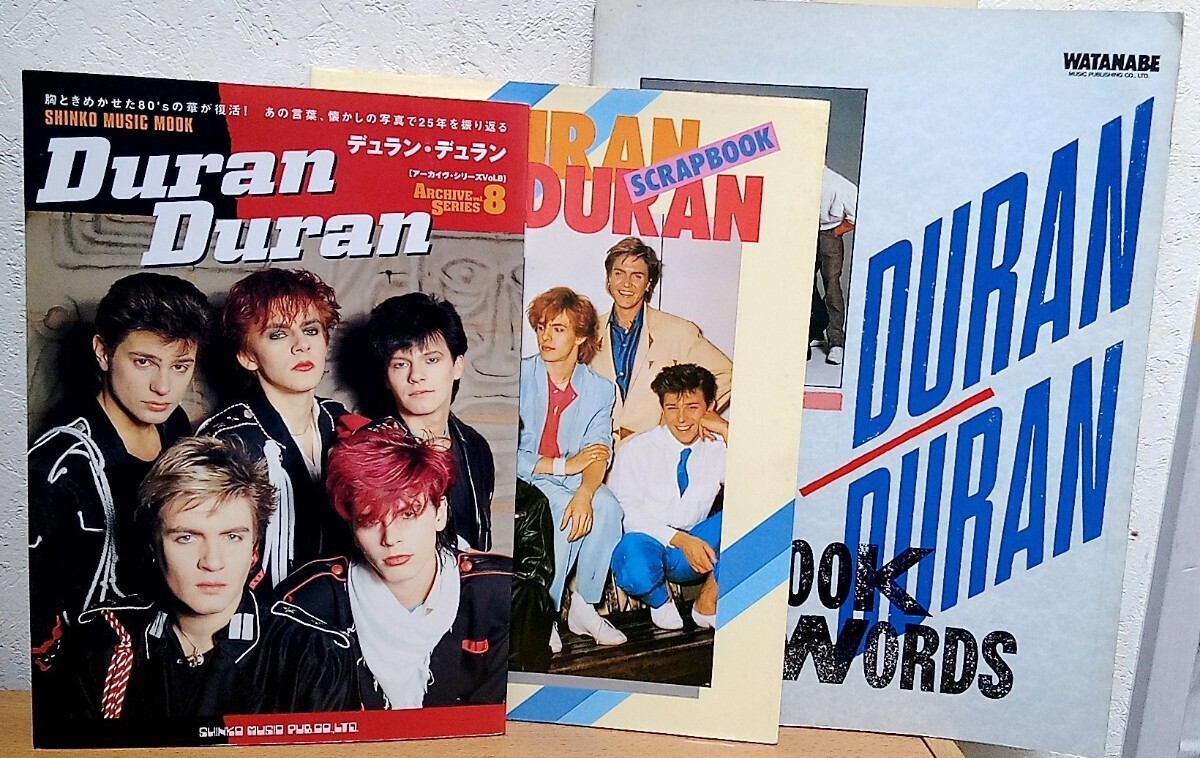 胸ときめかせた80'sの華が復活! あの言葉、懐かしの写真で25年を振り返る
SHINKO MUSIC MOOK
Duran
Duran
デュラン・デュラン
[アーカイヴ・シリーズVol.8]
ARCHIVE
SERIES vol. 8
SHINKO MUSIC PUB.CO.,LTD.
URAN
DURAN
SCRAPBOOK
WATANABE
MUSIC PUBLISHING CO., LTD.
DURAN
DURAN
OOK
WORDS